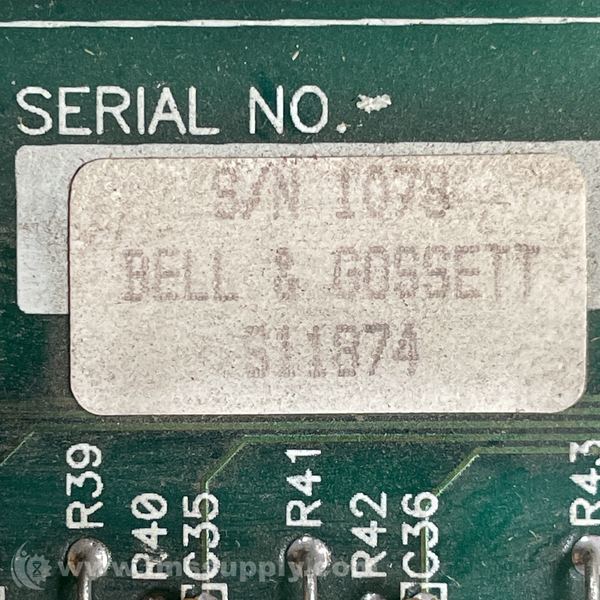 SERIAL NO.
S/N 1079
BELL & GOSSETT
S11874
R39
R40
C35
R41
R42
C36
R43